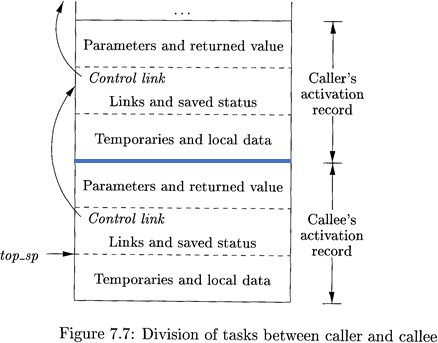 ...
Parameters and returned value
Control link
Links and saved status
Temporaries and local data
Caller's
activation
record
Parameters and returned value
Control link
Links and saved status
Temporaries and local data
top_sp
Callee's
activation
record
Figure 7.7: Division of tasks between caller and callee